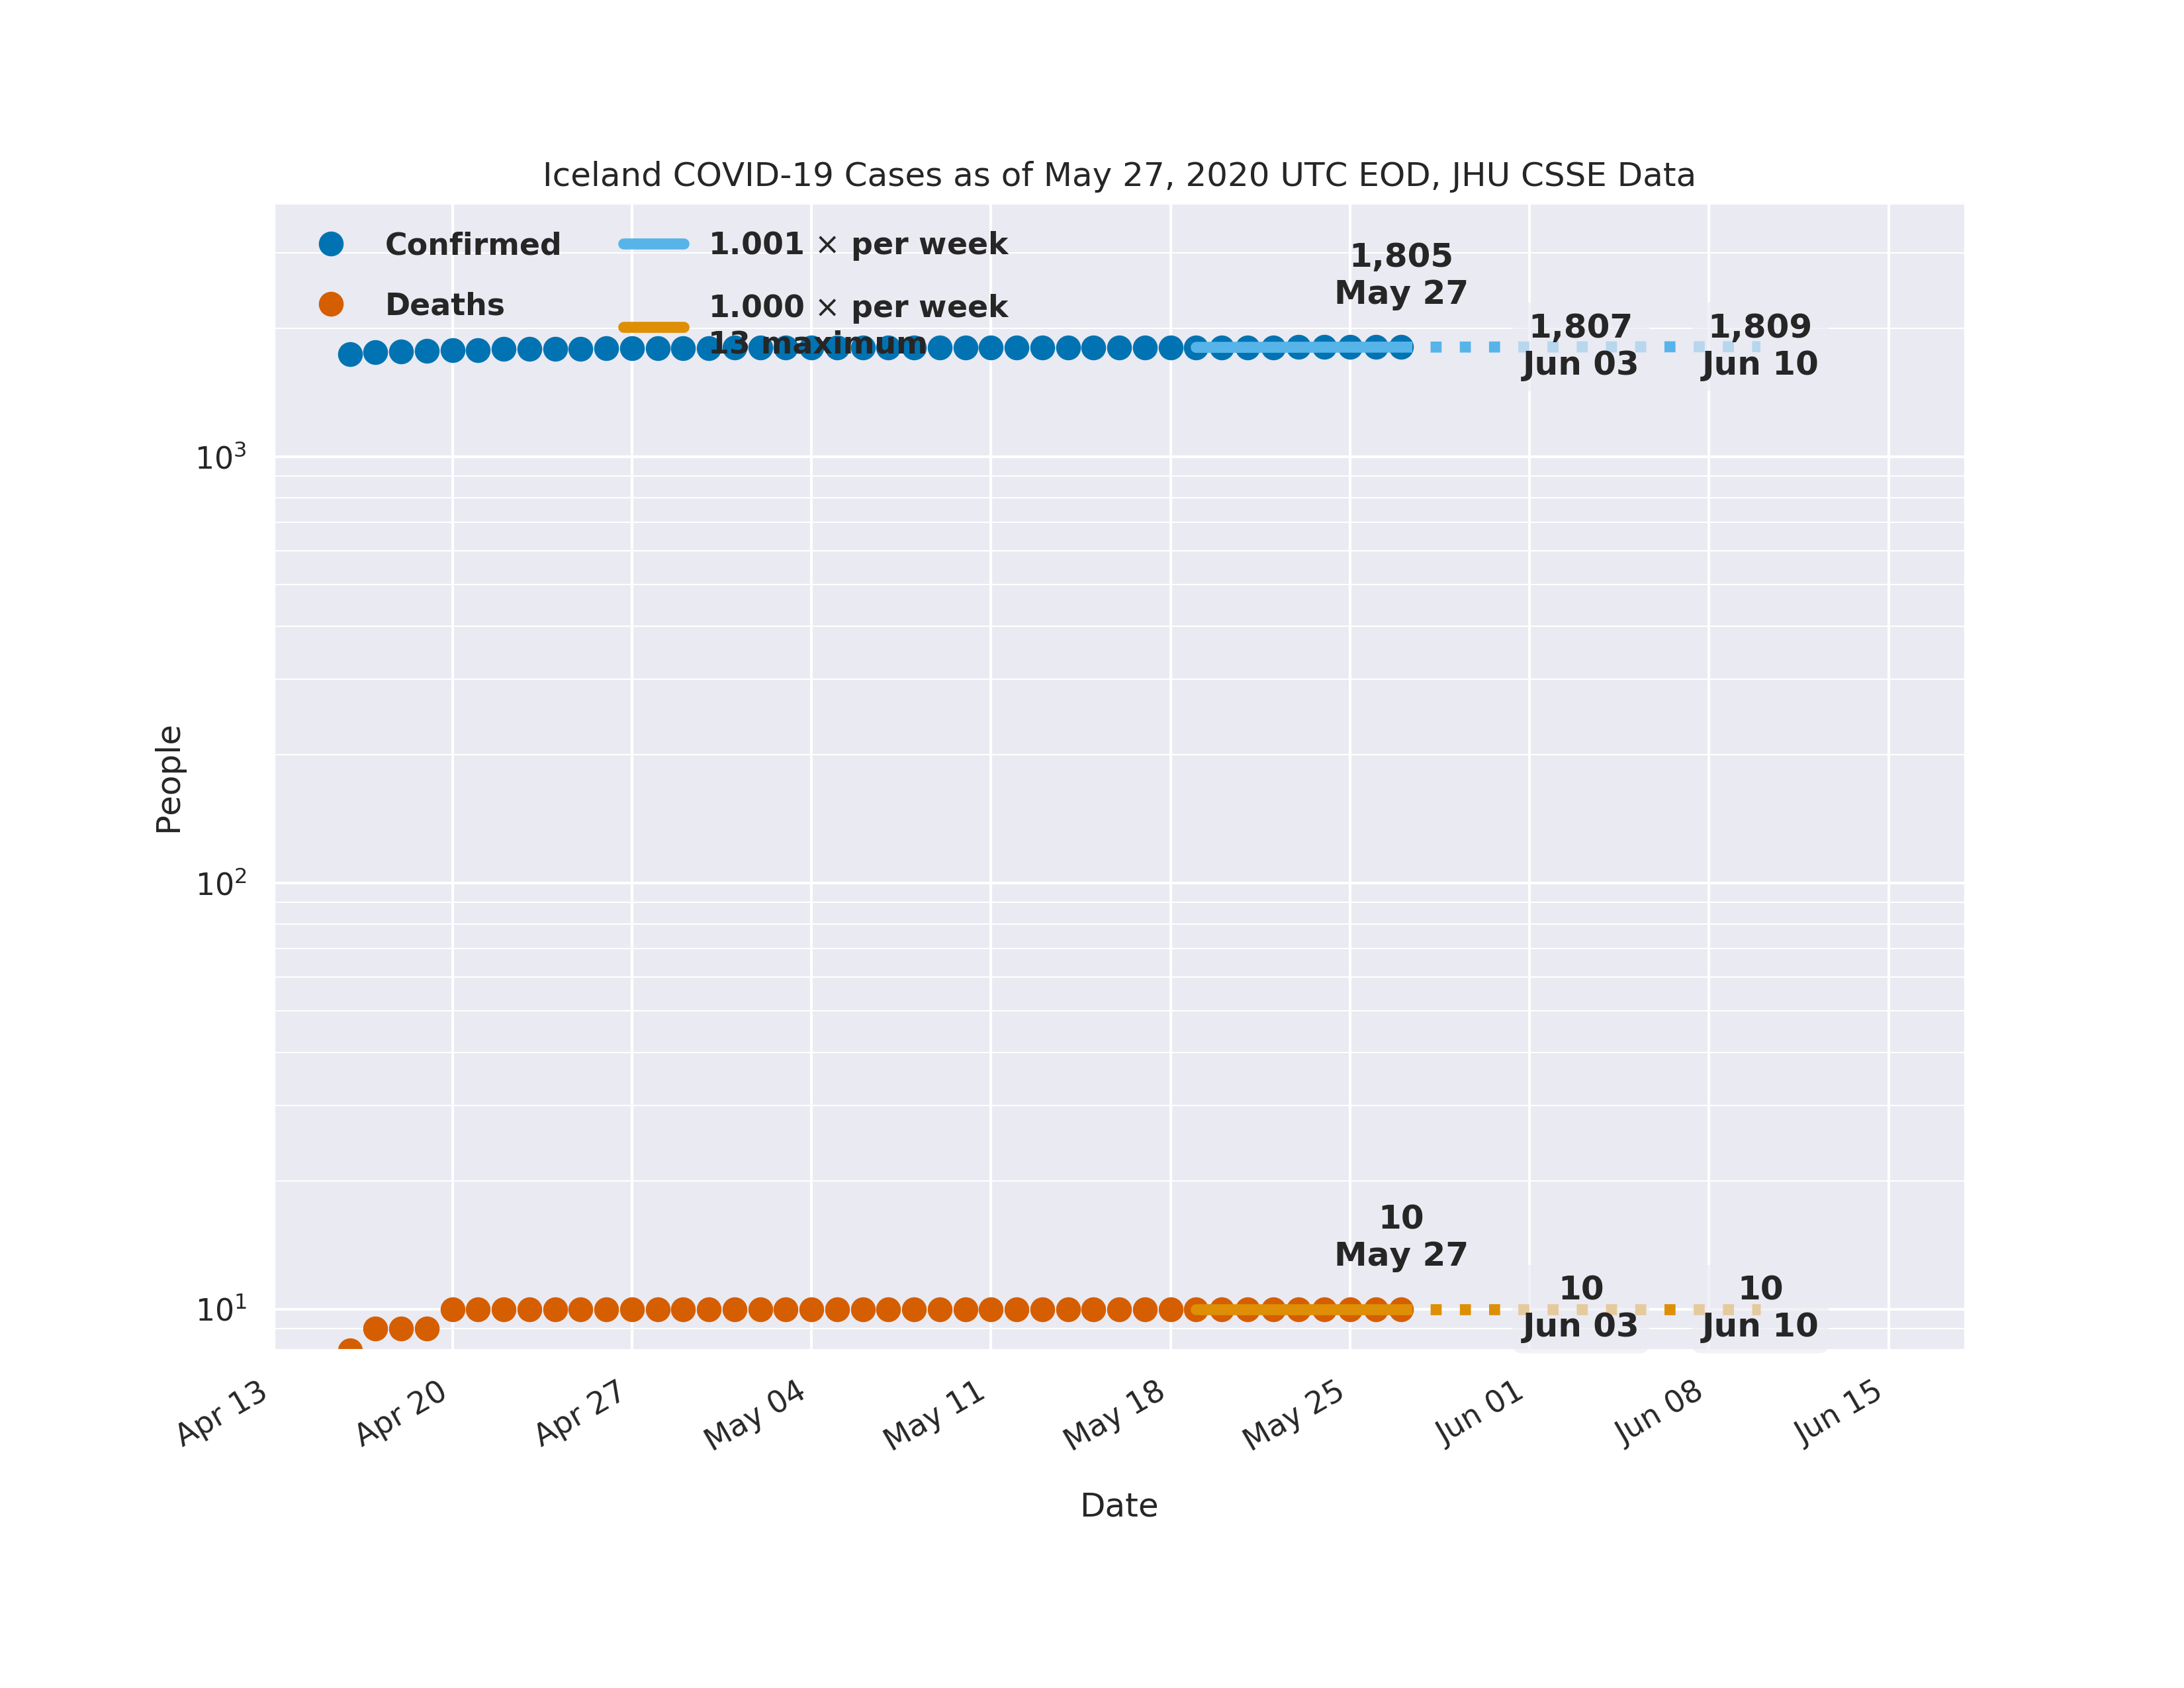 Iceland COVID-19 Cases as of May 27, 2020 UTC EOD, JHU CSSE Data
Confirmed
Deaths
1.001 × per week
1.000 × per week
13 maximum
1,805
May 27
1,807
Jun 03
1,809
Jun 10
10³
10²
10¹
People
10
May 27
10
Jun 03
10
Jun 10
Apr 13
Apr 20
Apr 27
May 04
May 11
May 18
May 25
Jun 01
Jun 08
Jun 15
Date